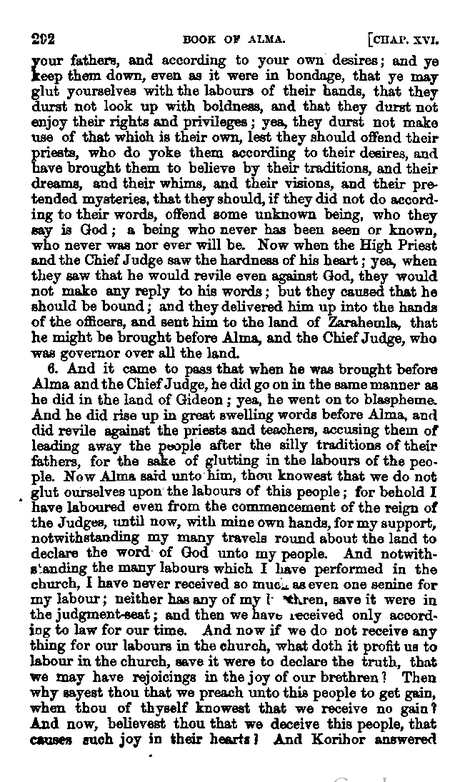 292 BOOK OF ALMA. [CHAP. XVI.
your fathers, and according to your own desires; and ye
keep them down, even as it were in bondage, that ye may
glut yourselves with the labours of their hands, that they
durst not look up with boldness, and that they durst not
enjoy their rights and privileges; yea, they durst not make
use of that which is their own, lest they should offend their
priests, who do yoke them according to their desires, and
have brought them to believe by their traditions, and their
dreams, and their whims, and their visions, and their pre-
tended mysteries, that they should, if they did not do accord-
ing to their words, offend some unknown being, who they
say is God; a being who never has been seen or known,
who never was nor ever will be. Now when the High Priest
and the Chief Judge saw the hardness of his heart; yea, when
they saw that he would revile even against God, they would
not make any reply to his words; but they caused that he
should be bound; and they delivered him up into the hands
of the officers, and sent him to the land of Zarahemla, that
he might be brought before Alma, and the Chief Judge, who
was governor over all the land.
6. And it came to pass that when he was brought before
Alma and the Chief Judge, he did go on in the same manner as
he did in the land of Gideon; yea, he went on to blaspheme.
And he did rise up in great swelling words before Alma, and
did revile against the priests and teachers, accusing them of
leading away the people after the silly traditions of their
fathers, for the sake of glutting in the labours of the peo-
ple. Now Alma said unto him, thou knowest that we do not
glut ourselves upon the labours of this people; for behold I
have laboured even from the commencement of the reign of
the Judges, until now, with mine own hands, for my support,
notwithstanding my many travels round about the land to
declare the word of God unto my people. And notwith-
standing the many labours which I have performed in the
church, I have never received so much as even one senine for
my labour; neither has any of my brethren, save it were in
the judgment-seat; and then we have received only accord-
ing to law for our time. And now if we do not receive any
thing for our labours in the church, what doth it profit us to
labour in the church, save it were to declare the truth, that
we may have rejoicings in the joy of our brethren? Then
why sayest thou that we preach unto this people to get gain,
when thou of thyself knowest that we receive no gain?
And now, believest thou that we deceive this people, that
causes such joy in their hearts? And Korihor answered